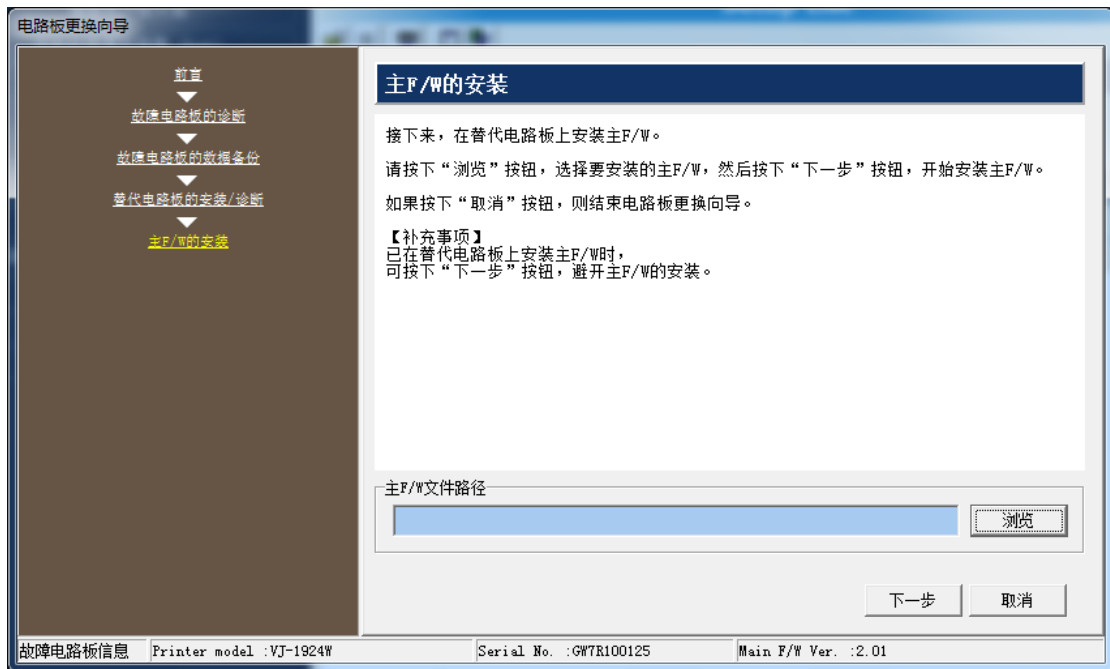 电路板更换向导
前言
故障电路板的诊断
故障电路板的数据备份
替代电路板的安装/诊断
主F/W的安装
主F/W的安装
接下来，在替代电路板上安装主F/W。
请按下“浏览”按钮，选择要安装的主F/W，然后按下“下一步”按钮，开始安装主F/W。
如果按下“取消”按钮，则结束电路板更换向导。
【补充事项】
已在替代电路板上安装主F/W时，
可按下“下一步”按钮，避开主F/W的安装。
主F/W文件路径
浏览
下一步 取消
故障电路板信息 Printer model :VJ-1924W Serial No. :GW7R100125 Main F/W Ver. :2.01